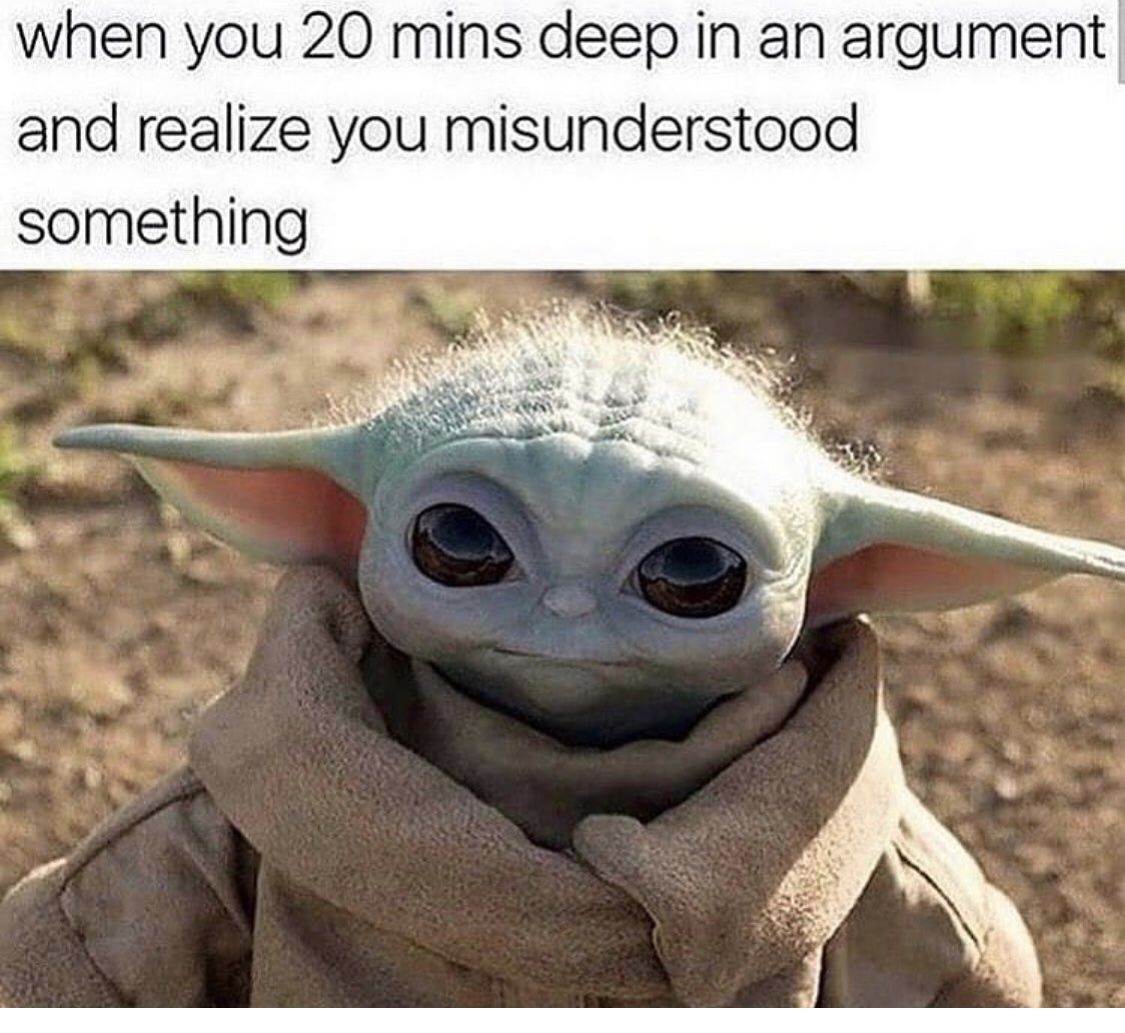 when you 20 mins deep in an argument
and realize you misunderstood
something